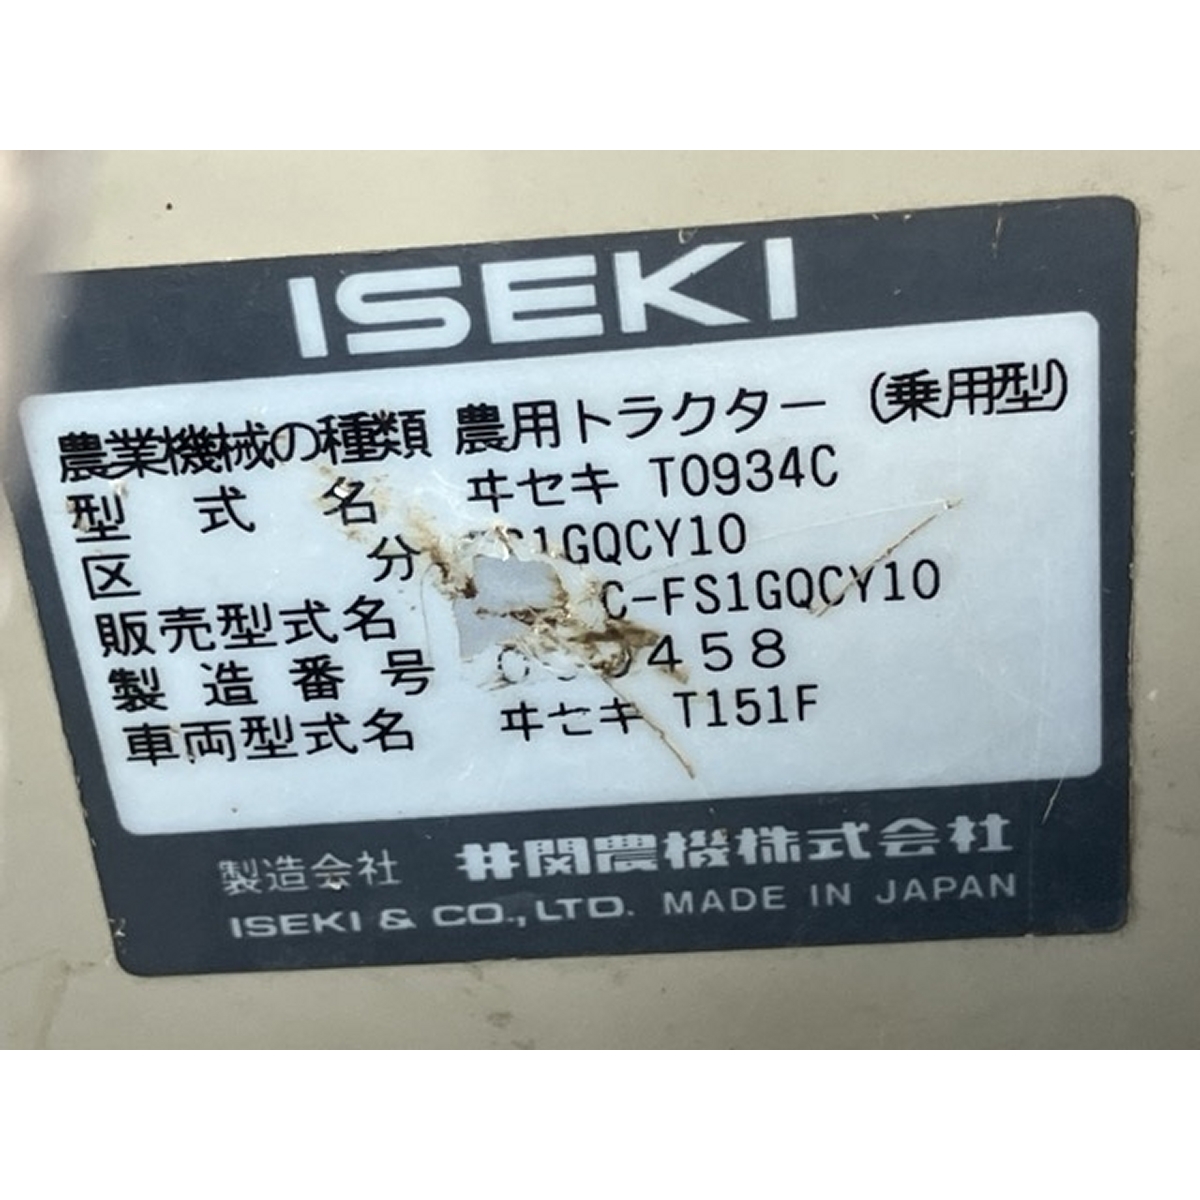 ISEKI
農業機械の種類 農用トラクター (乗用型)
型式名 ヰセキ T0934C
区分 S1GQCY10
販売型式名 C-FS1GQCY10
製造番号 458
車両型式名 ヰセキ T151F
製造会社 井関農機株式会社
ISEKI & CO., LTD. MADE IN JAPAN